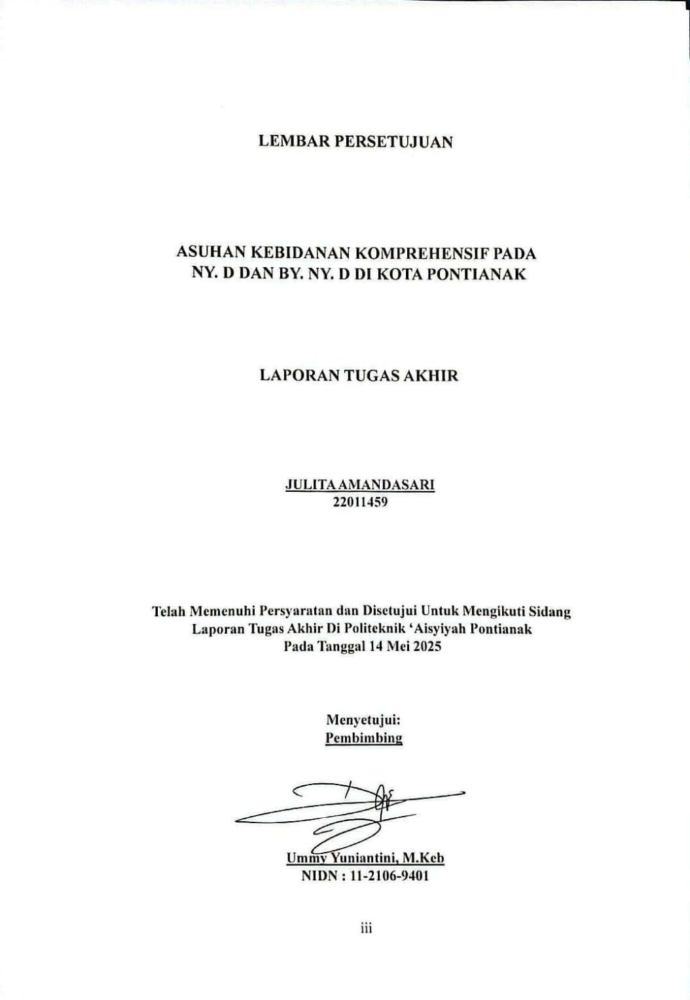 LEMBAR PERSETUJUAN
ASUHAN KEBIDANAN KOMPREHENSIF PADA
NY. D DAN BY. NY. D DI KOTA PONTIANAK
LAPORAN TUGAS AKHIR
JULITA AMANDASARI
22011459
Telah Memenuhi Persyaratan dan Disetujui Untuk Mengikuti Sidang
Laporan Tugas Akhir Di Politeknik ‘Aisyiyah Pontianak
Pada Tanggal 14 Mei 2025
Menyetujui:
Pembimbing
Ummy Yuniantini, M.Keb
NIDN : 11-2106-9401
iii